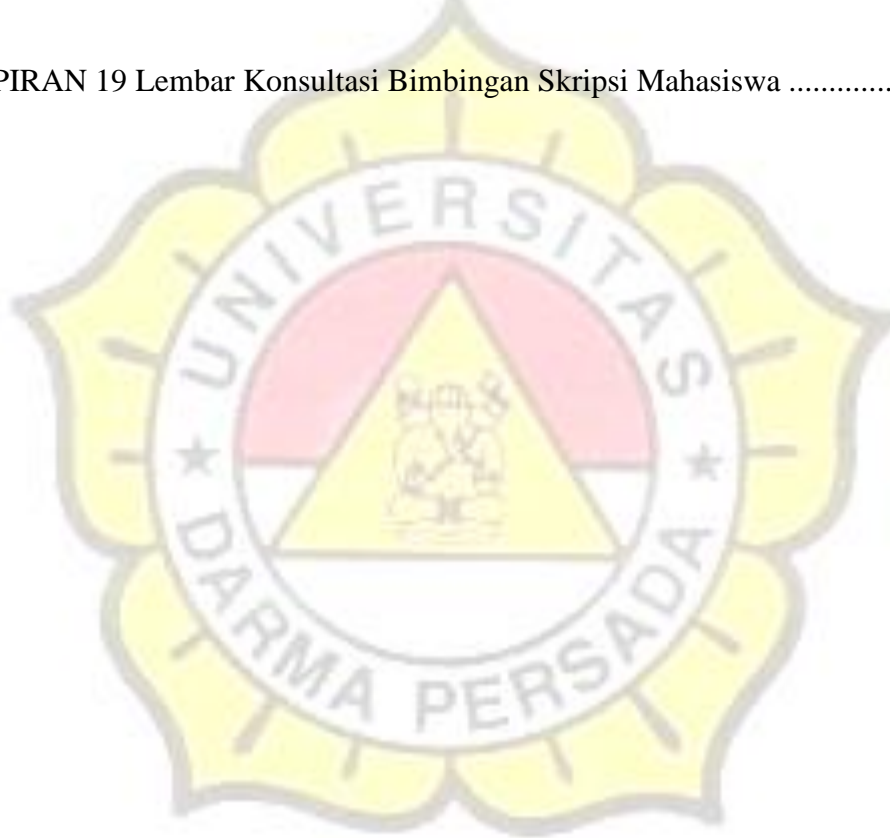 PIRAN 19 Lembar Konsultasi Bimbingan Skripsi Mahasiswa .............
UNIVERSITAS
★ DARMA PERSADA ★